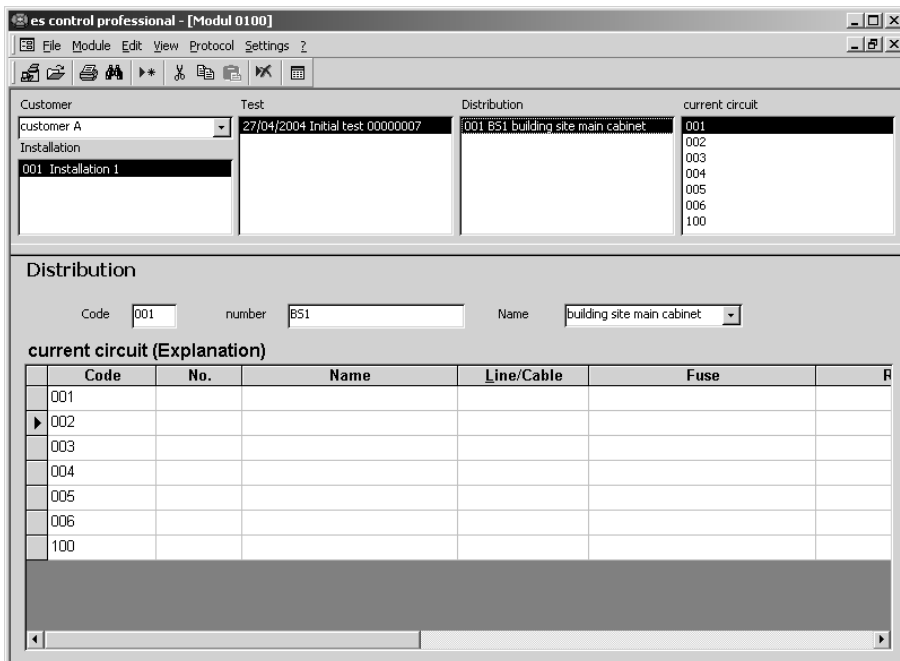 es control professional - [Modul 0100]
File Module Edit View Protocol Settings ?
Customer Test Distribution current circuit
customer A 27/04/2004 Initial test 00000007 001 BS1 building site main cabinet 001
Installation 002
001 Installation 1 003
004
005
006
100
Distribution
Code 001 number BS1 Name building site main cabinet
current circuit (Explanation)
Code No. Name Line/Cable Fuse R
001
002
003
004
005
006
100